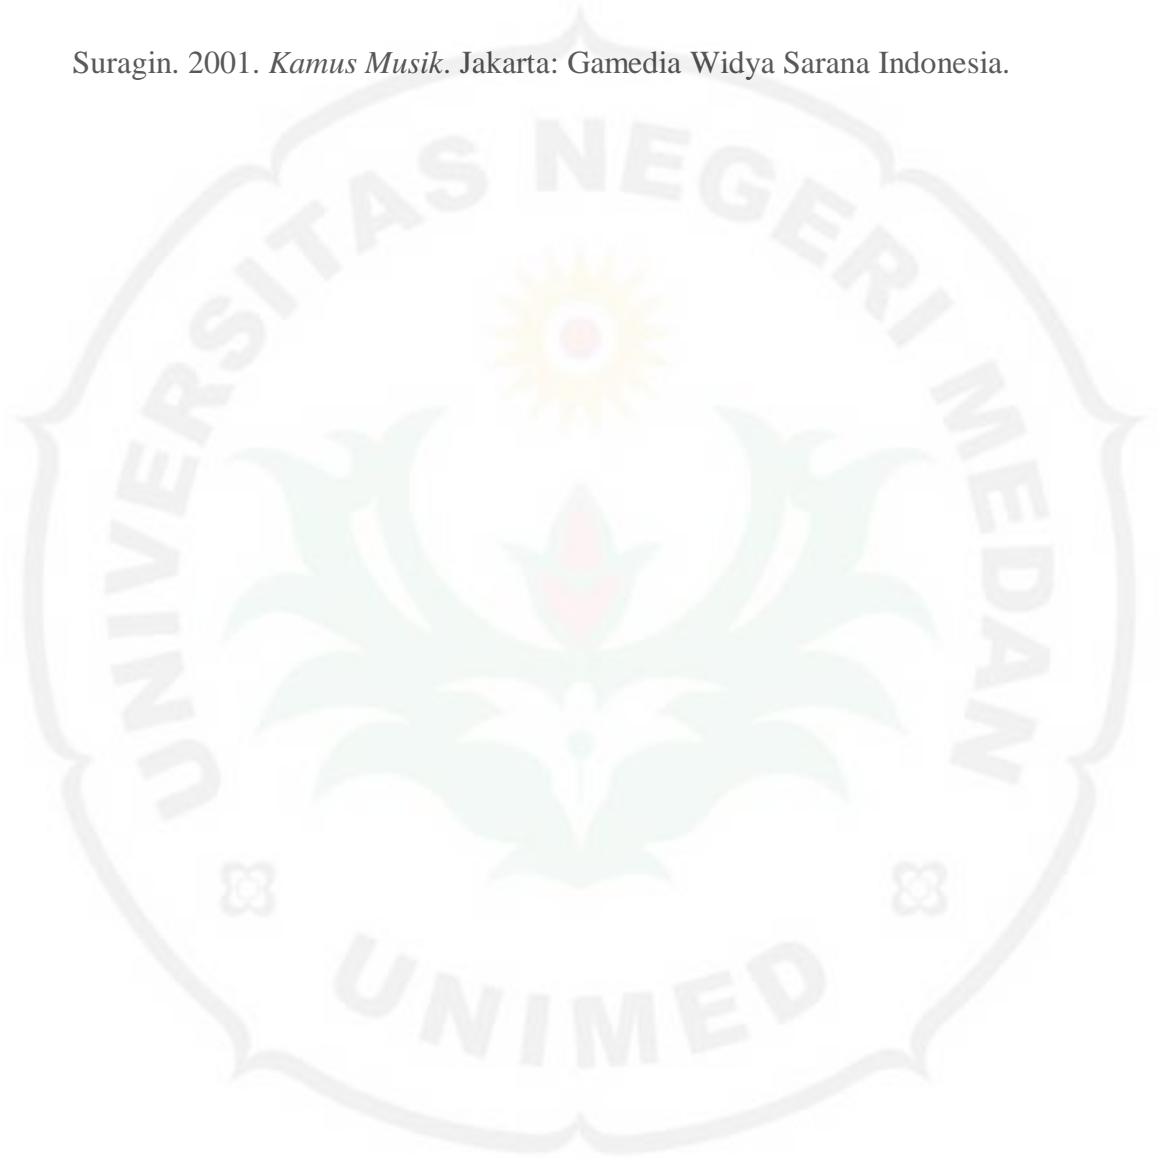 Suragin. 2001. Kamus Musik. Jakarta: Gamedia Widya Sarana Indonesia.
UNIVERSITAS NEGERI MEDAN
UNIMED